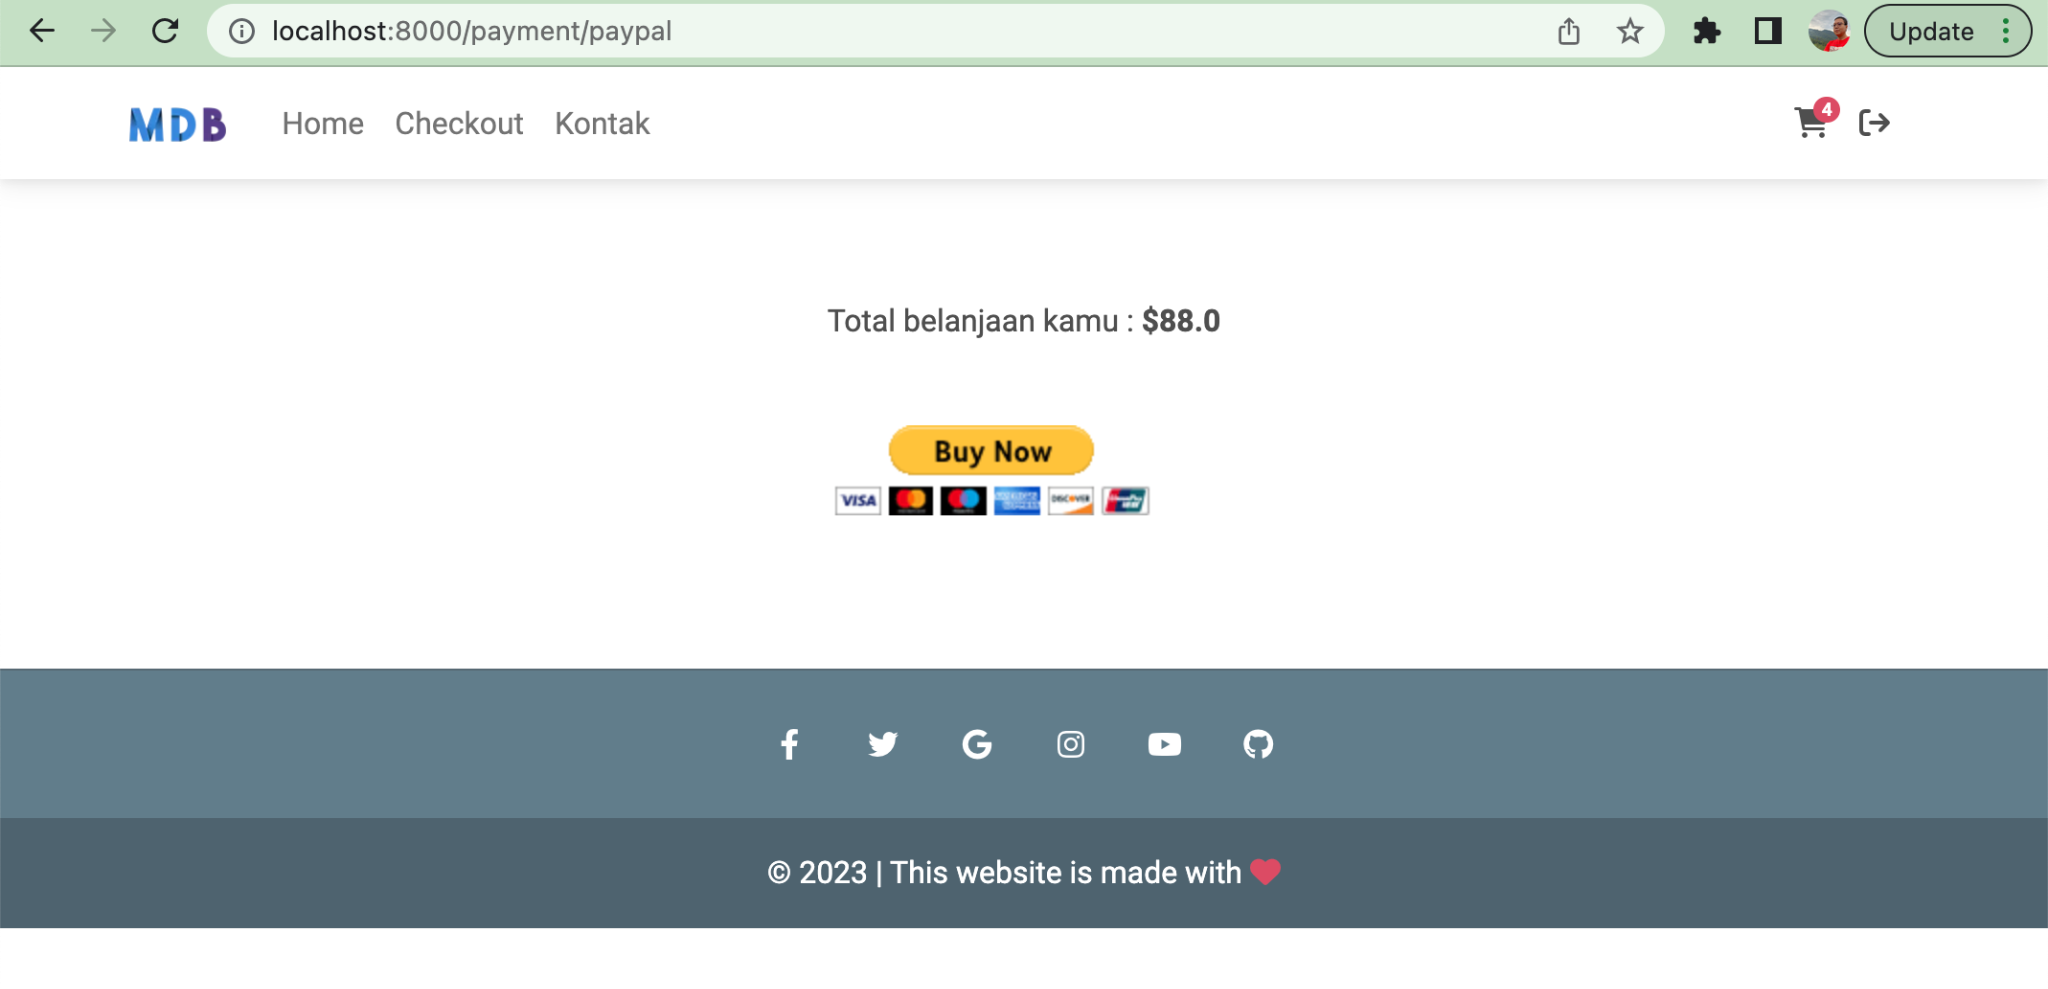 localhost:8000/payment/paypal
Update
MDB Home Checkout Kontak 4
Total belanjaan kamu : $88.0
Buy Now
VISA DISCOVER
© 2023 | This website is made with